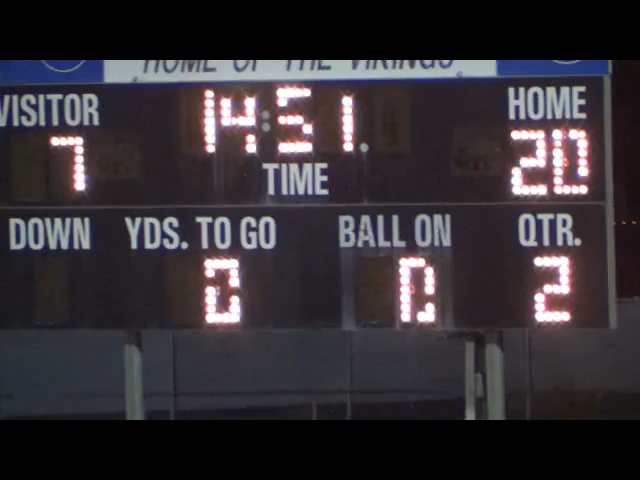 HOME OF THE VIKINGS
VISITOR 14:51 HOME
7 TIME 20
DOWN YDS. TO GO BALL ON QTR.
0 0 2